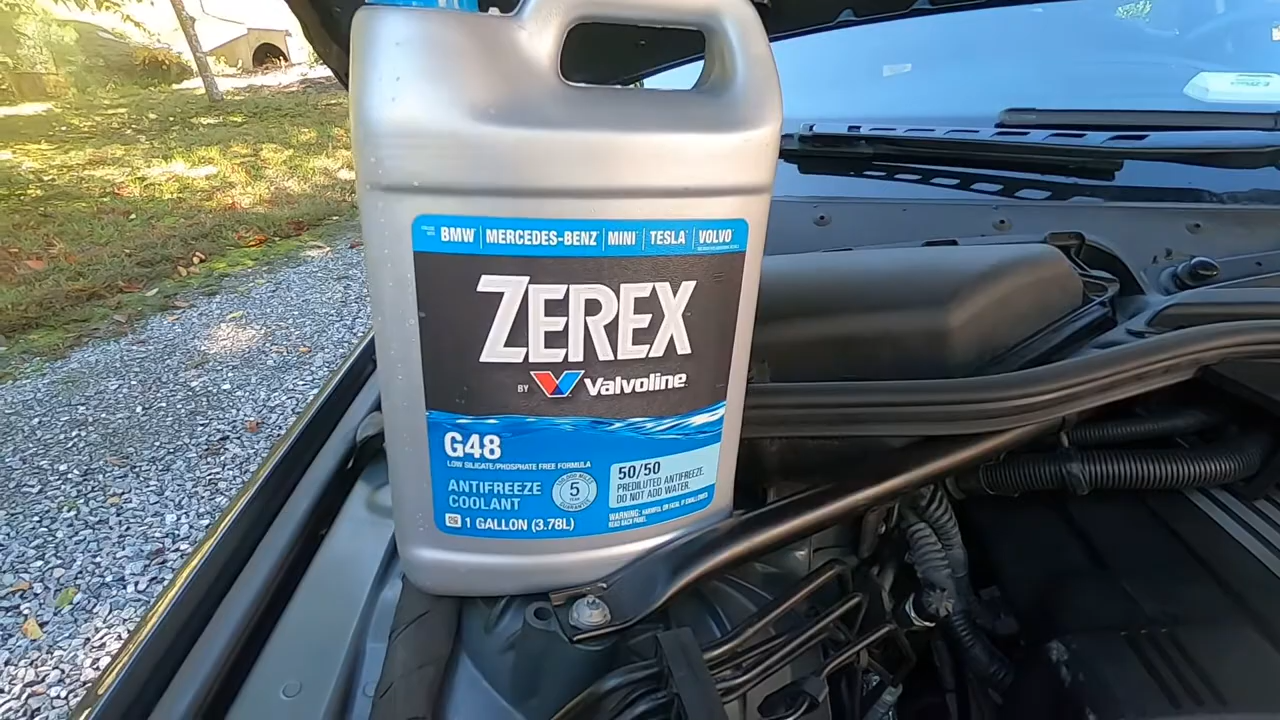 BMW | MERCEDES-BENZ | MINI | TESLA | VOLVO
ZEREX
BY Valvoline
G48
LOW SILICATE/PHOSPHATE FREE FORMULA
ANTIFREEZE
COOLANT
5
50/50
PREDILUTED ANTIFREEZE.
DO NOT ADD WATER.
WARNING: HARMFUL OR FATAL IF SWALLOWED.
READ BACK PANEL.
1 GALLON (3.78L)